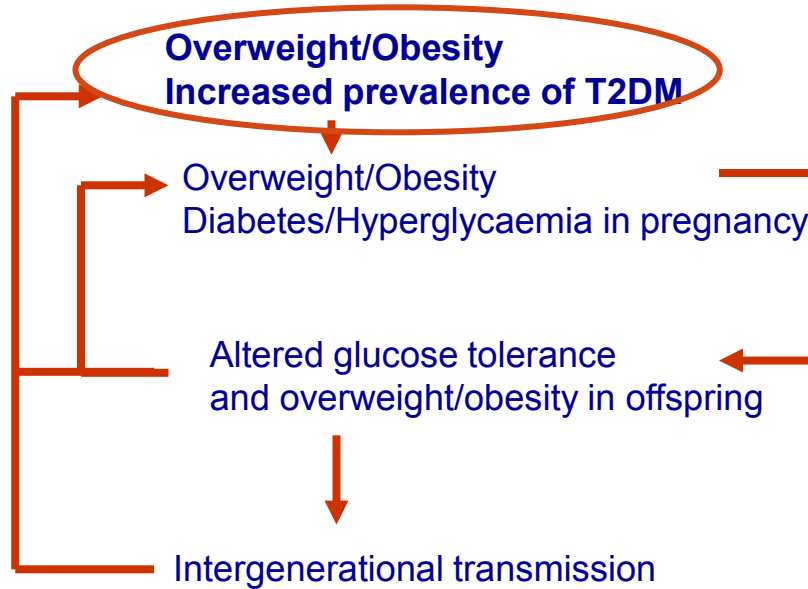 Overweight/Obesity
Increased prevalence of T2DM
Overweight/Obesity
Diabetes/Hyperglycaemia in pregnancy
Altered glucose tolerance
and overweight/obesity in offspring
Intergenerational transmission